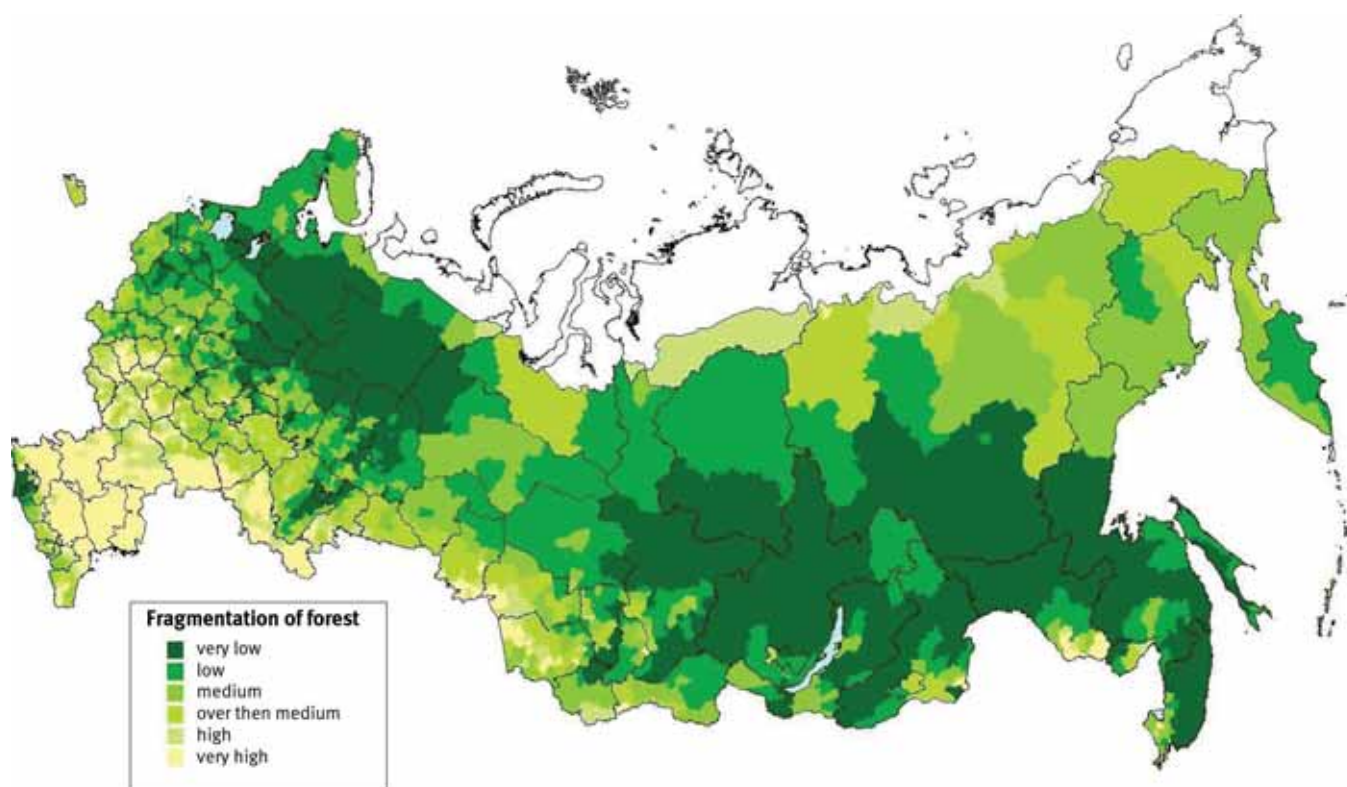 Fragmentation of forest
very low
low
medium
over then medium
high
very high